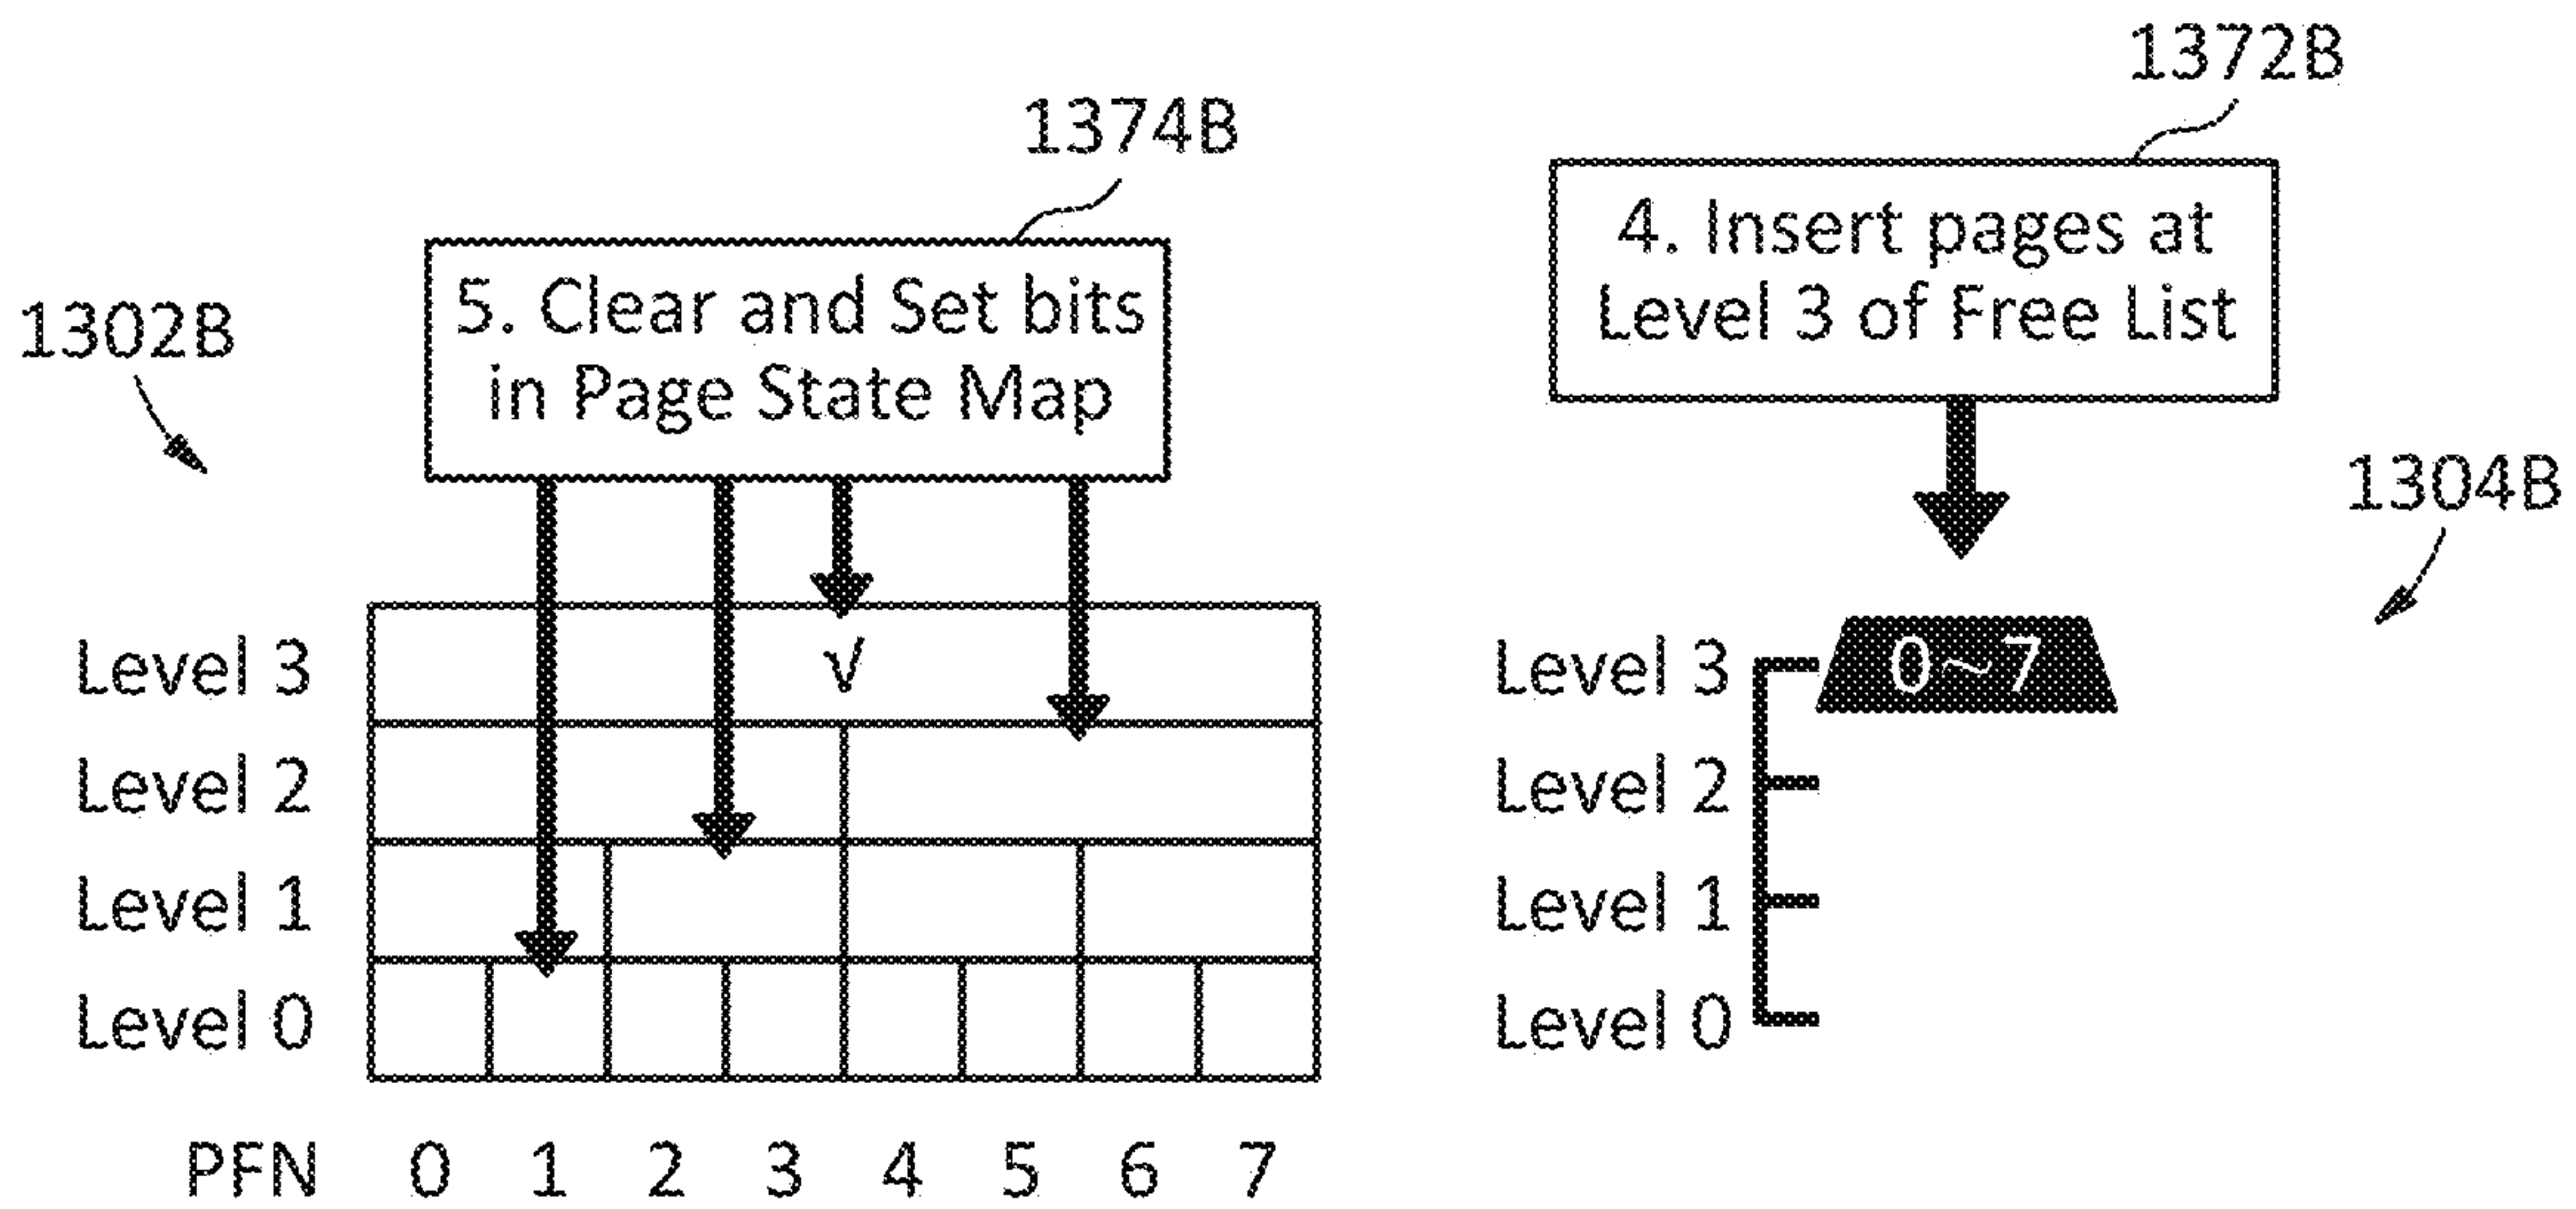 1372B
1374B
4. Insert pages at
Level 3 of Free List
5. Clear and Set bits
in Page State Map
1302B
1304B
Level 3
√
Level 2
Level 1
Level 0
PFN 0 1 2 3 4 5 6 7
Level 3
0~7
Level 2
Level 1
Level 0